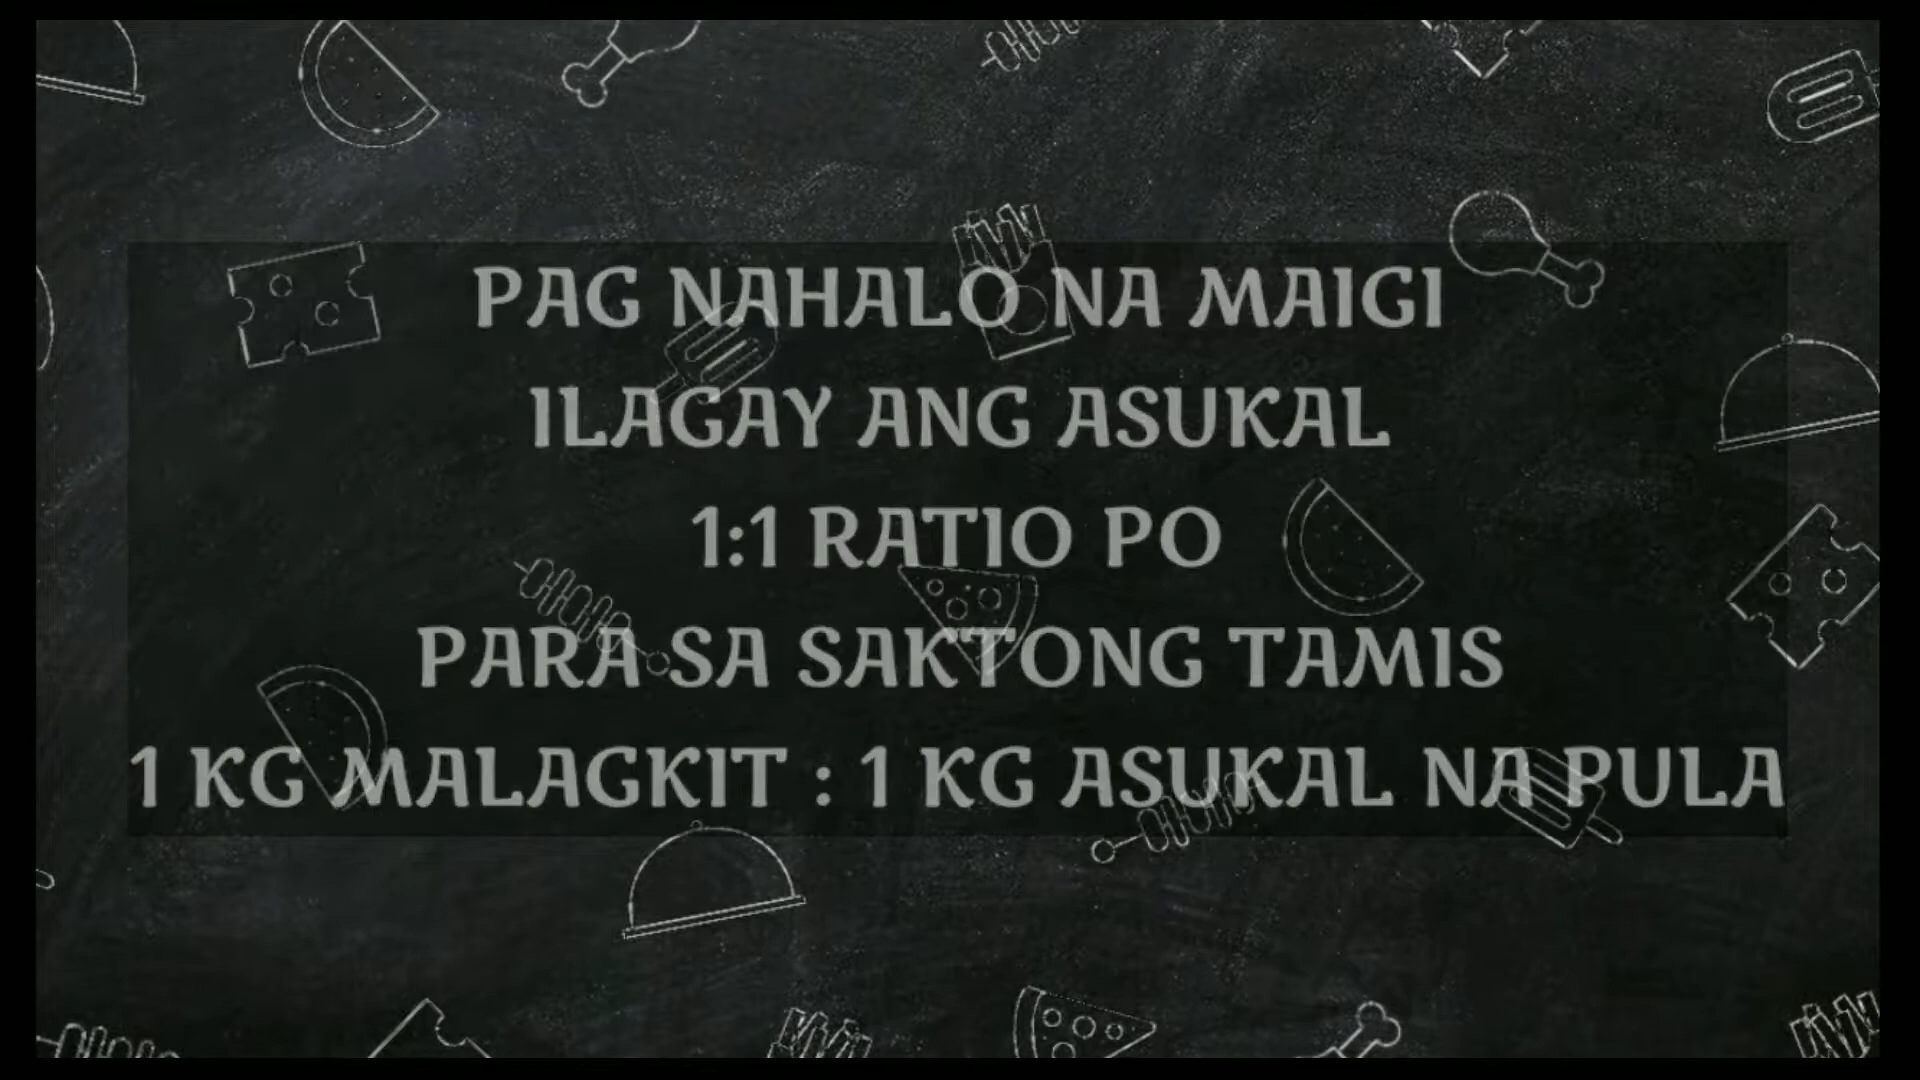 PAG NAHALO NA MAIGI
ILAGAY ANG ASUKAL
1:1 RATIO PO
PARA SA SAKTONG TAMIS
1 KG MALAGKIT : 1 KG ASUKAL NA PULA